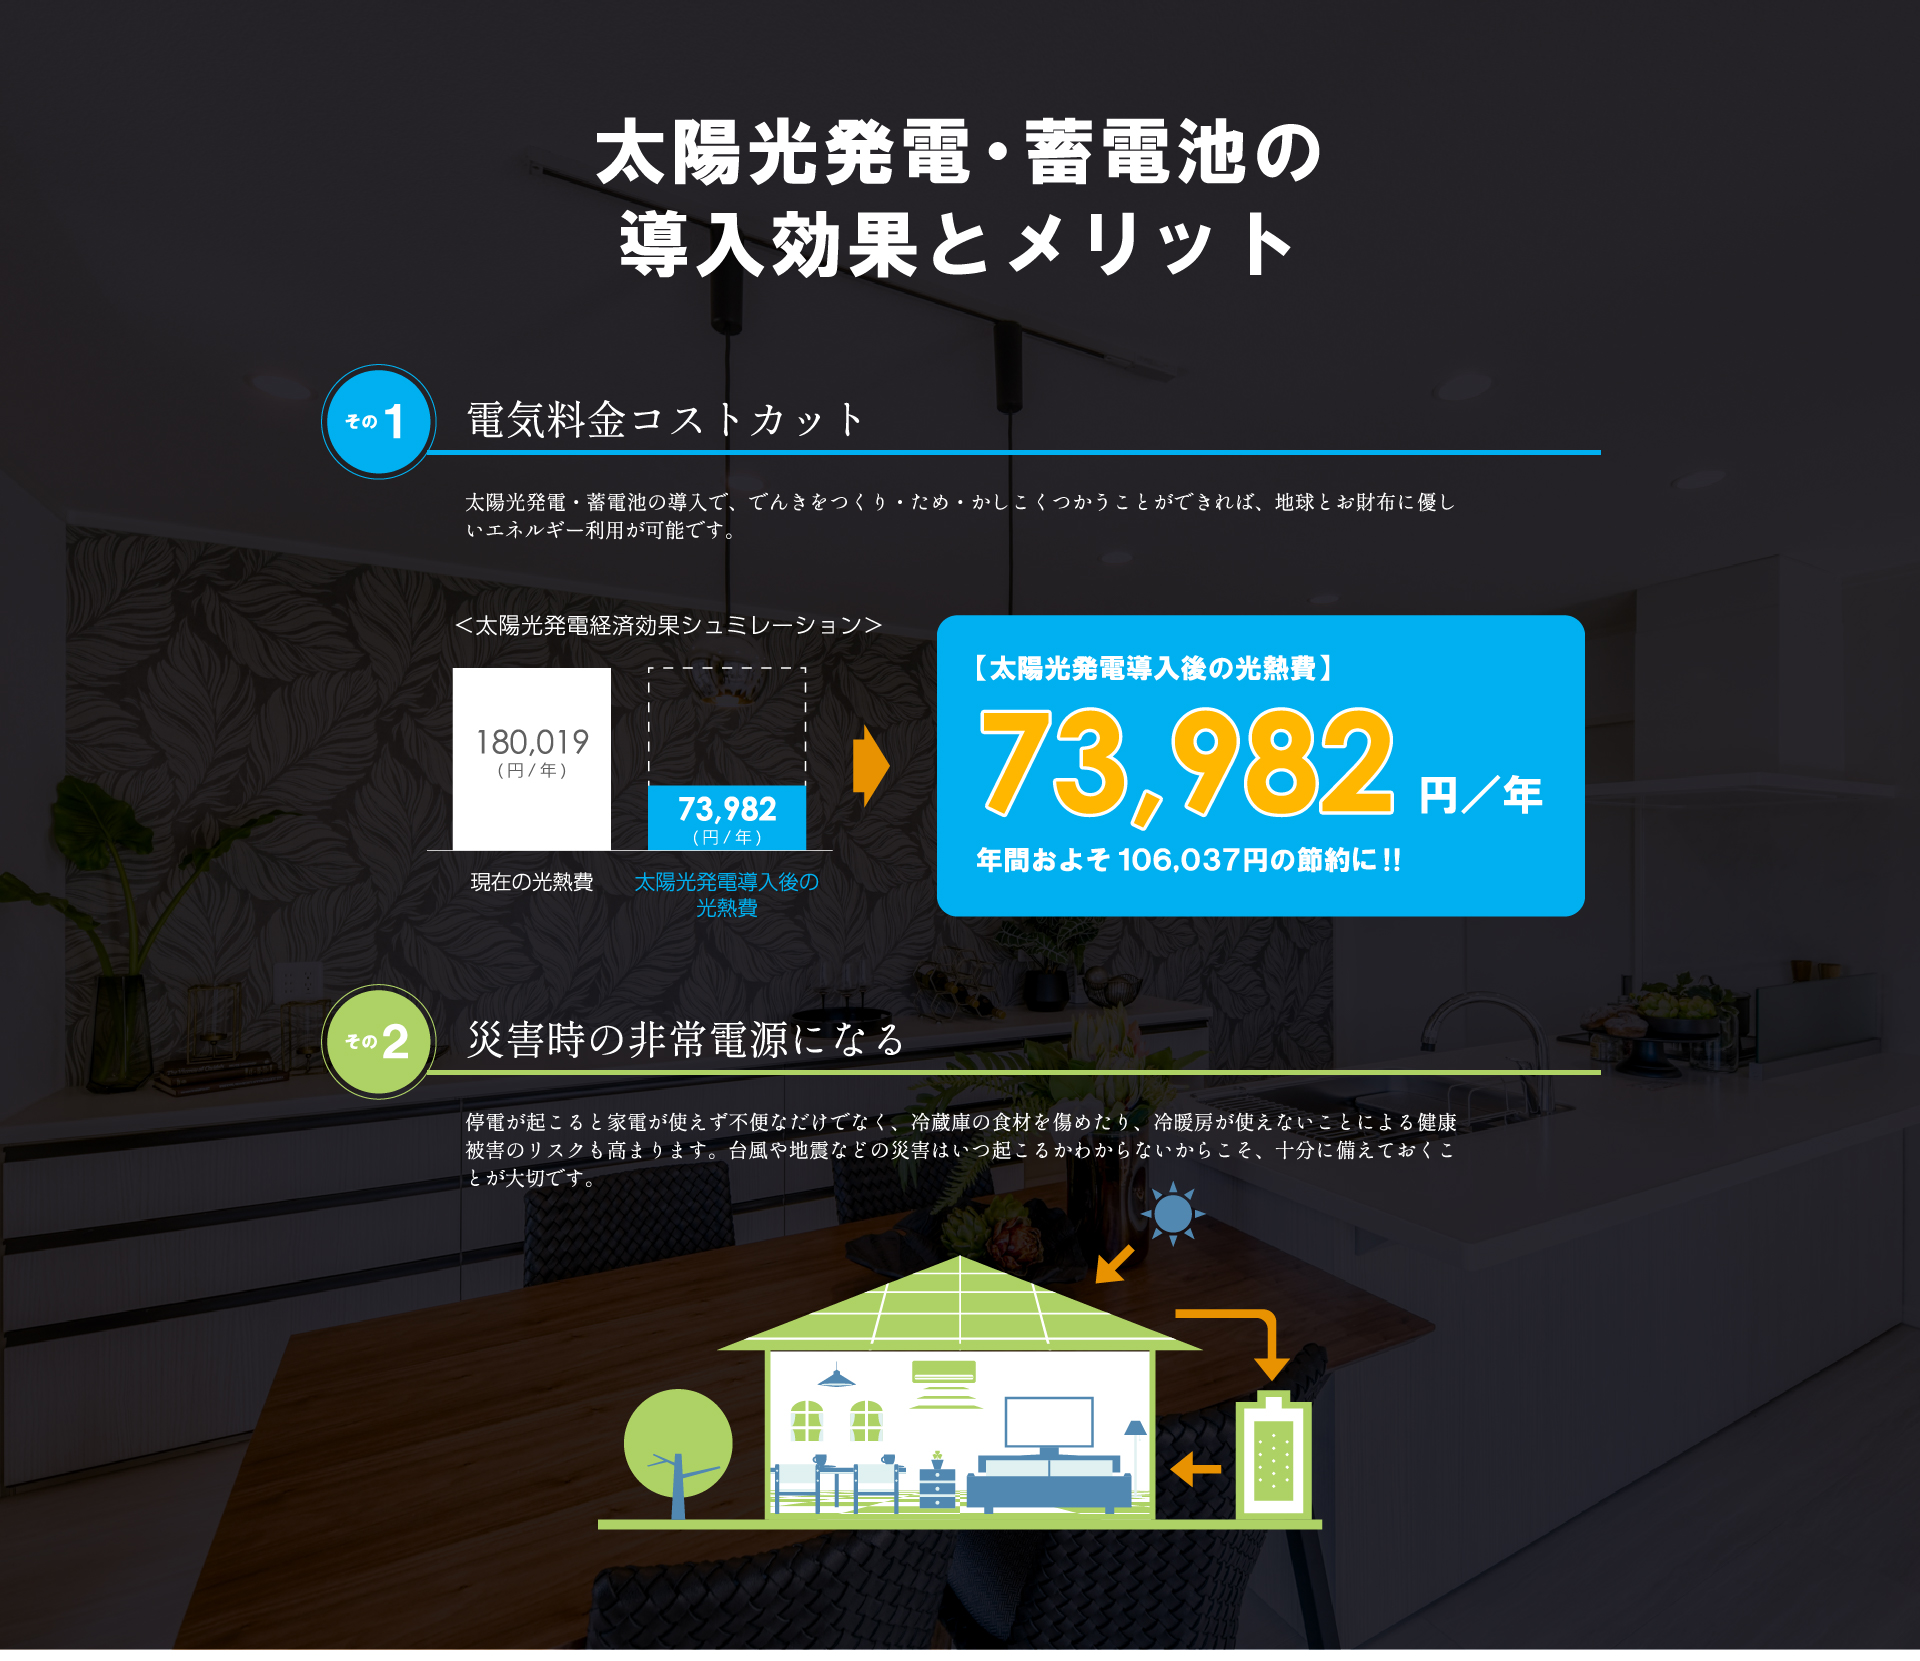 太陽光発電・蓄電池の
導入効果とメリット
その1
電気料金コストカット
太陽光発電・蓄電池の導入で、でんきをつくり・ため・かしこくつかうことができれば、地球とお財布に優し
いエネルギー利用が可能です。
＜太陽光発電経済効果シュミレーション＞
180,019
(円/年)
73,982
(円/年)
現在の光熱費
太陽光発電導入後の
光熱費
【太陽光発電導入後の光熱費】
73,982 円／年
年間およそ106,037円の節約に!!
その2
災害時の非常電源になる
停電が起こると家電が使えず不便なだけでなく、冷蔵庫の食材を傷めたり、冷暖房が使えないことによる健康
被害のリスクも高まります。台風や地震などの災害はいつ起こるかわからないからこそ、十分に備えておくこ
とが大切です。